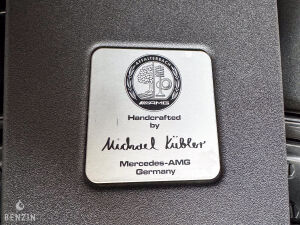 AFFALTERBACH
AMG
Handcrafted
by
Michael Kübler
Mercedes-AMG
Germany
BENZIN